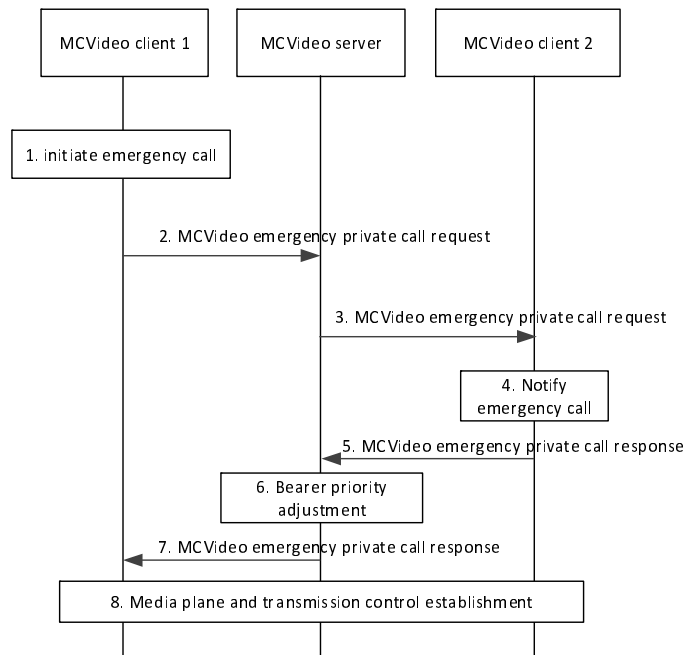 MCVideo client 1
MCVideo server
MCVideo client 2
1. initiate emergency call
2. MCVideo emergency private call request
3. MCVideo emergency private call request
4. Notify
emergency call
5. MCVideo emergency private call response
6. Bearer priority
adjustment
7. MCVideo emergency private call response
8. Media plane and transmission control establishment